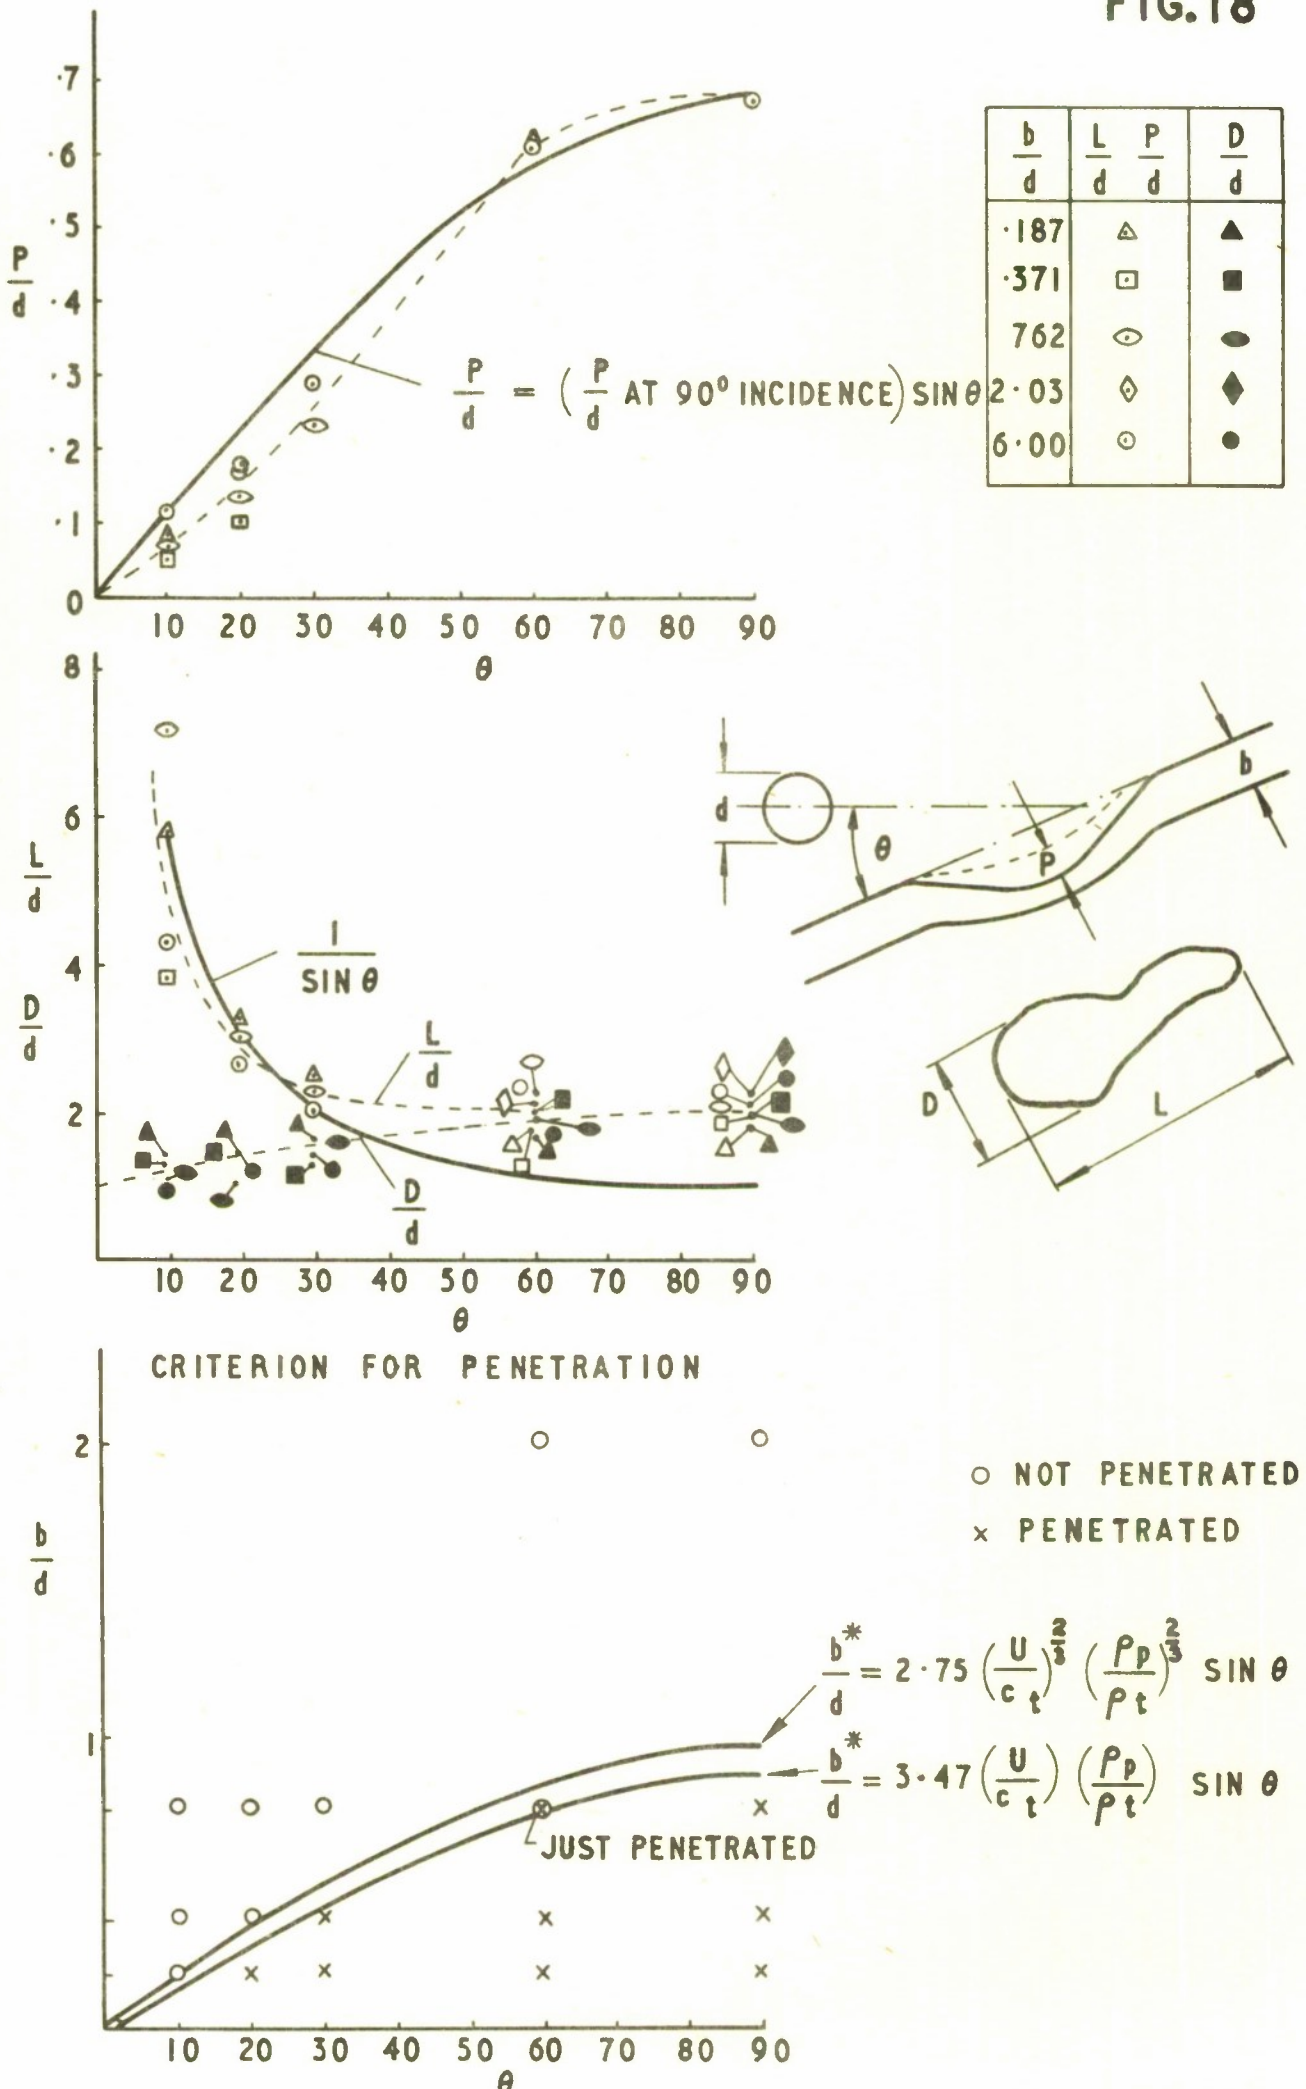 FIG. 18
·7
·6
·5
·4
·3
·2
·1
0
P
d
10 20 30 40 50 60 70 80 90
θ
P/d = (P/d AT 90° INCIDENCE) SIN θ
b/d L/d P/d D/d
·187
·371
762
2·03
6·00
8
6
4
2
L
d
D
d
1
SIN θ
L
d
D
d
10 20 30 40 50 60 70 80 90
θ
d
θ
P
b
D
L
CRITERION FOR PENETRATION
2
1
b
d
O NOT PENETRATED
x PENETRATED
b*/d = 2·75 (U/c t)^2/3 (ρp/ρt)^2/3 SIN θ
b*/d = 3·47 (U/c t) (ρp/ρt) SIN θ
JUST PENETRATED
10 20 30 40 50 60 70 80 90
θ